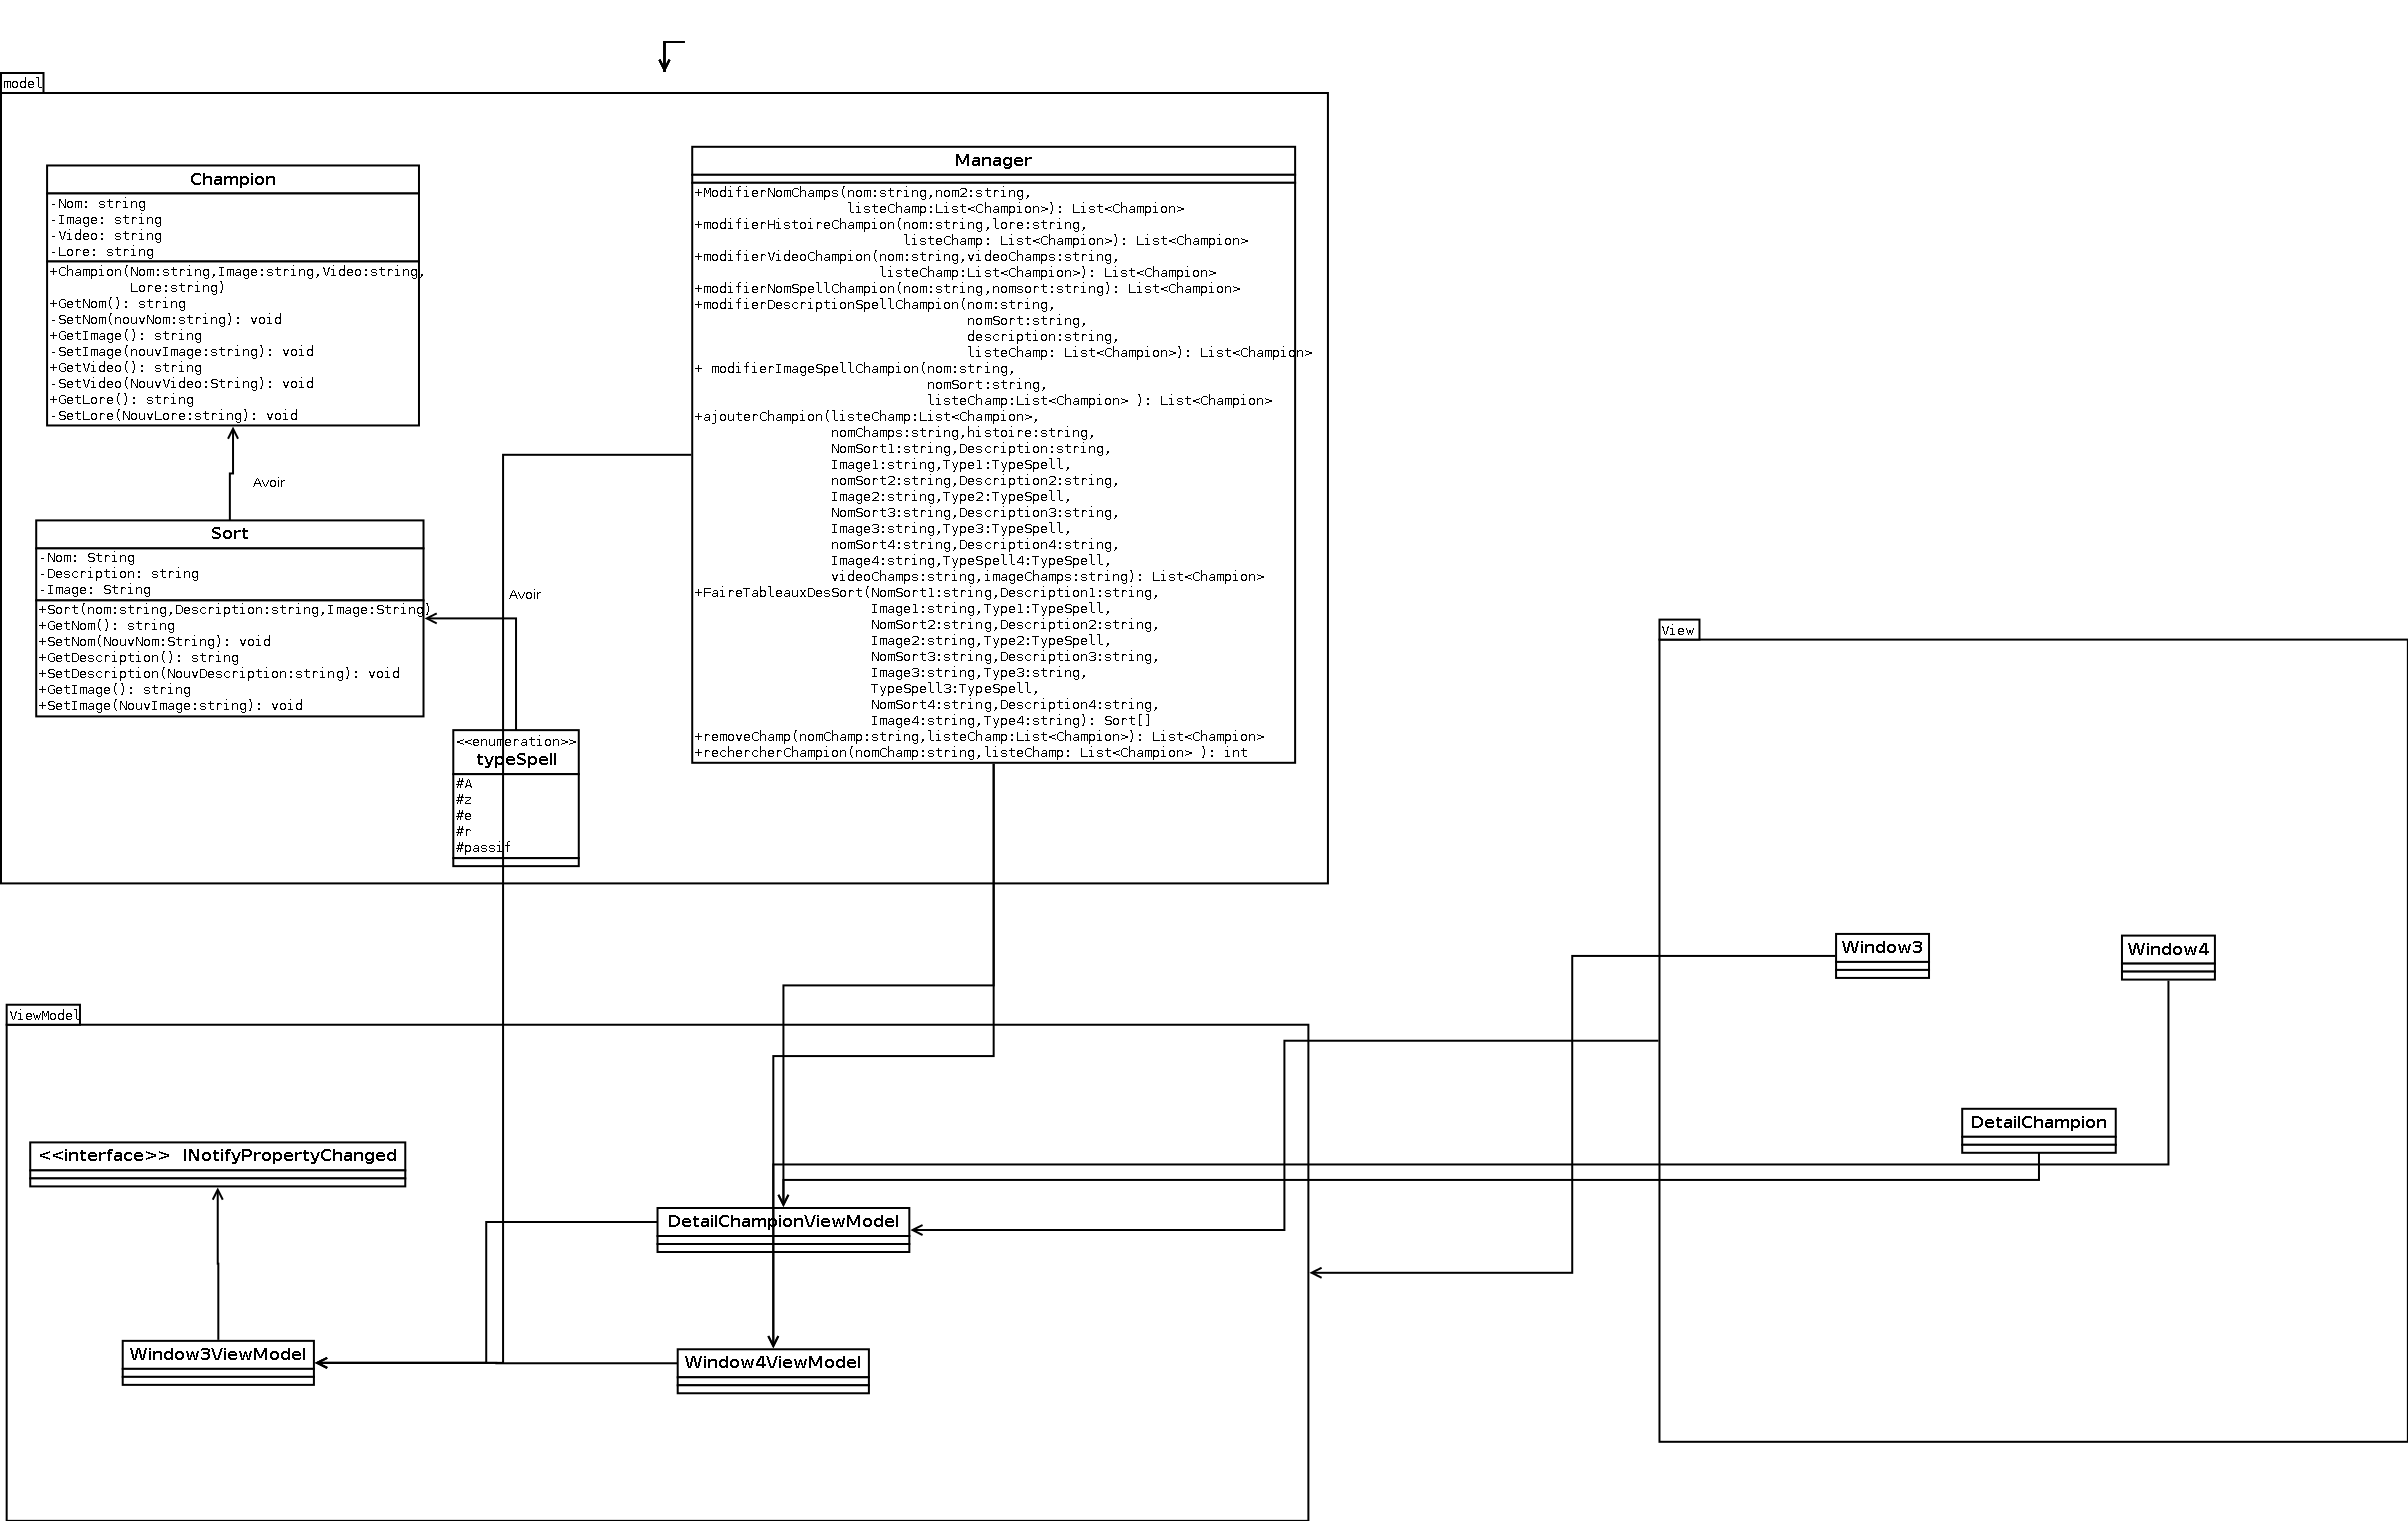 model
Champion
-Nom: string
-Image: string
-Video: string
-Lore: string
+Champion(Nom:string,Image:string,Video:string,
Lore:string)
+GetNom(): string
-SetNom(nouvNom:string): void
+GetImage(): string
-SetImage(nouvImage:string): void
+GetVideo(): string
-SetVideo(NouvVideo:String): void
+GetLore(): string
-SetLore(NouvLore:string): void
Avoir
Sort
-Nom: String
-Description: string
-Image: String
+Sort(nom:string,Description:string,Image:String)
+GetNom(): string
+SetNom(NouvNom:String): void
+GetDescription(): string
+SetDescription(NouvDescription:string): void
+GetImage(): string
+SetImage(NouvImage:string): void
Avoir
<<enumeration>>
typeSpell
#A
#z
#e
#r
#passif
Manager
+ModifierNomChamps(nom:string,nom2:string,
listeChamp:List<Champion>): List<Champion>
+modifierHistoireChampion(nom:string,lore:string,
listeChamp: List<Champion>): List<Champion>
+modifierVideoChampion(nom:string,videoChamps:string,
listeChamp:List<Champion>): List<Champion>
+modifierNomSpellChampion(nom:string,nomsort:string): List<Champion>
+modifierDescriptionSpellChampion(nom:string,
nomSort:string,
description:string,
listeChamp: List<Champion>): List<Champion>
+ modifierImageSpellChampion(nom:string,
nomSort:string,
listeChamp:List<Champion> ): List<Champion>
+ajouterChampion(listeChamp:List<Champion>,
nomChamps:string,histoire:string,
NomSort1:string,Description:string,
Image1:string,Type1:TypeSpell,
nomSort2:string,Description2:string,
Image2:string,Type2:TypeSpell,
NomSort3:string,Description3:string,
Image3:string,Type3:TypeSpell,
nomSort4:string,Description4:string,
Image4:string,TypeSpell4:TypeSpell,
videoChamps:string,imageChamps:string): List<Champion>
+FaireTableauxDesSort(NomSort1:string,Description1:string,
Image1:string,Type1:TypeSpell,
NomSort2:string,Description2:string,
Image2:string,Type2:TypeSpell,
NomSort3:string,Description3:string,
Image3:string,Type3:string,
TypeSpell3:TypeSpell,
NomSort4:string,Description4:string,
Image4:string,Type4:string): Sort[]
+removeChamp(nomChamp:string,listeChamp:List<Champion>): List<Champion>
+rechercherChampion(nomChamp:string,listeChamp: List<Champion> ): int
View
Window3
Window4
DetailChampion
ViewModel
<<interface>> INotifyPropertyChanged
DetailChampionViewModel
Window3ViewModel
Window4ViewModel